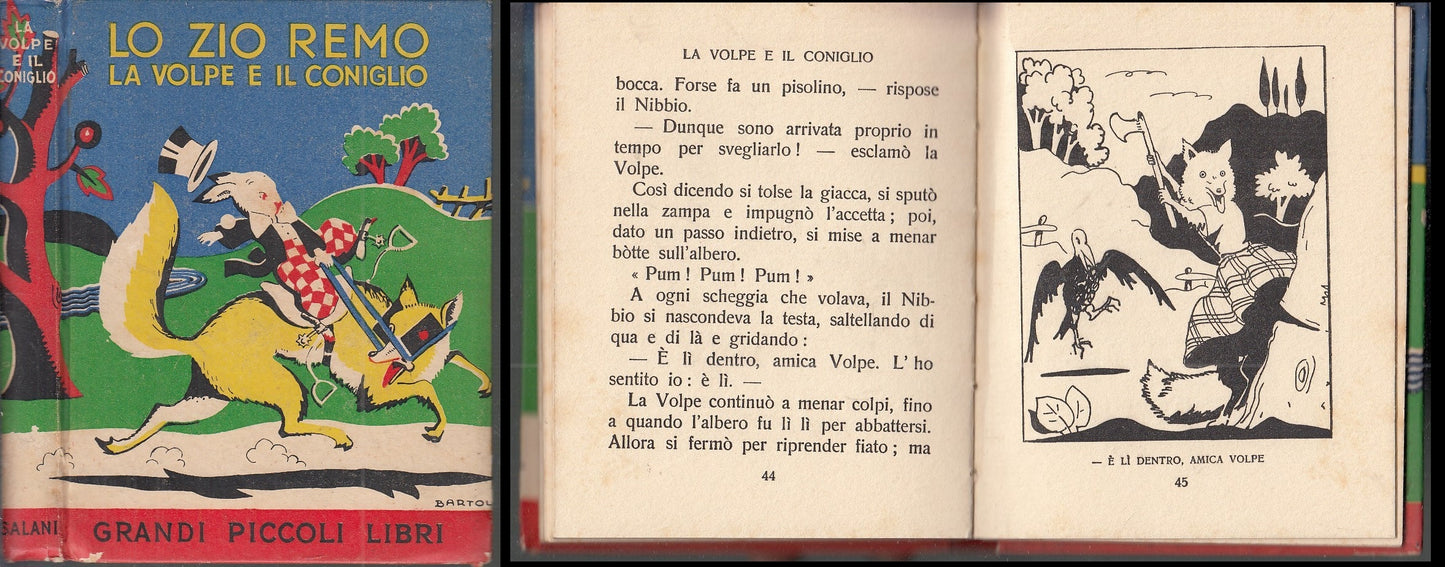 LA
VOLPE
E IL
CONIGLIO
LO ZIO REMO
LA VOLPE E IL CONIGLIO
BARTOL
SALANI
GRANDI PICCOLI LIBRI
LA VOLPE E IL CONIGLIO
bocca. Forse fa un pisolino, — rispose
il Nibbio.
— Dunque sono arrivata proprio in
tempo per svegliarlo! — esclamò la
Volpe.
Così dicendo si tolse la giacca, si sputò
nella zampa e impugnò l'accetta; poi,
dato un passo indietro, si mise a menar
bòtte sull'albero.
« Pum! Pum! Pum! »
A ogni scheggia che volava, il Nib-
bio si nascondeva la testa, saltellando di
qua e di là e gridando:
— È lì dentro, amica Volpe. L' ho
sentito io: è lì. —
La Volpe continuò a menar colpi, fino
a quando l'albero fu lì lì per abbattersi.
Allora si fermò per riprender fiato; ma
44
— È LÌ DENTRO, AMICA VOLPE
45